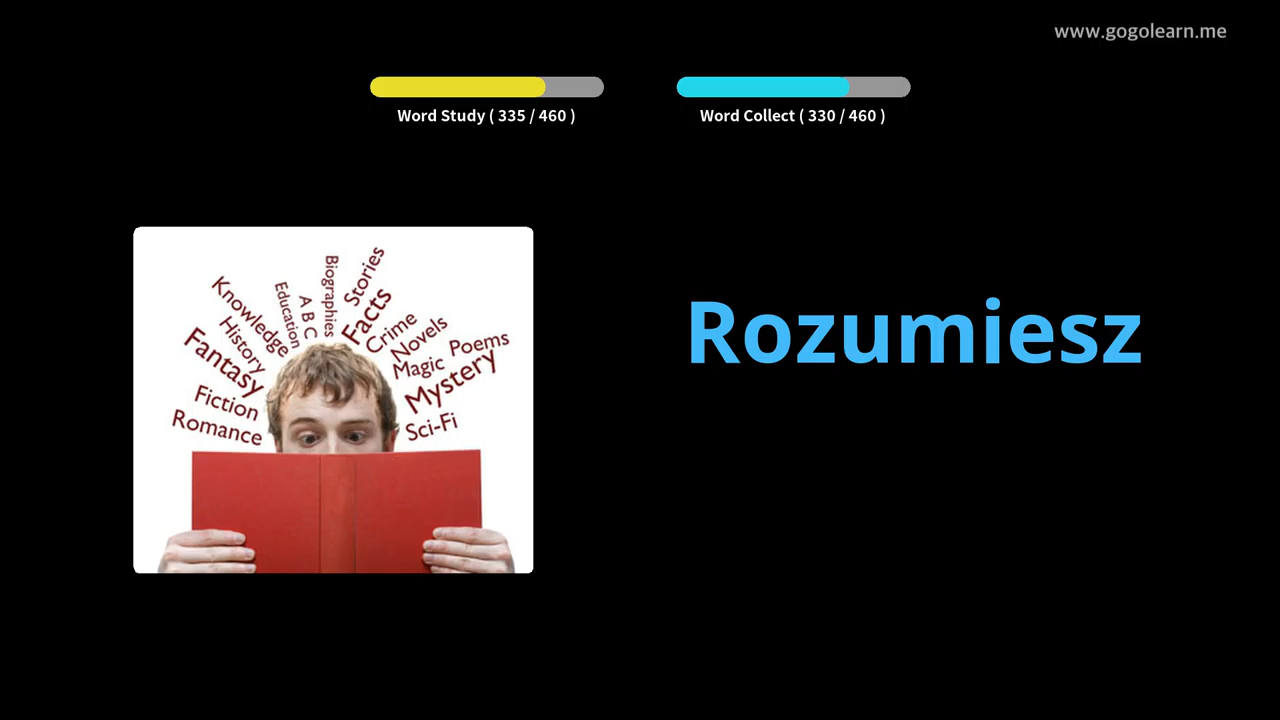 www.gogolearn.me
Word Study ( 335 / 460 )
Word Collect ( 330 / 460 )
Rozumiesz
Romance
Fiction
Fantasy
History
Knowledge
Education
A B C
Biographies
Stories
Facts
Crime
Novels
Magic
Poems
Mystery
Sci-Fi